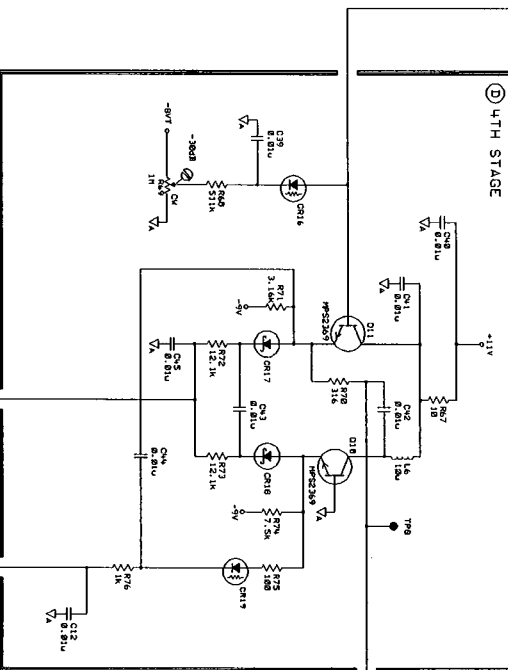 D 4TH STAGE
C40
0.01u
A
+11V
C41
0.01u
A
R67
10
L6
10u
C42
0.01u
TP8
Q11
MPS2369
R70
316
MPS2369
A
C39
0.01u
A
CR16
R68
511k
-30dB
CW
R69
1M
-8VT
A
R71
3.16k
-9V
CR17
R72
12.1k
C45
0.01u
A
C43
0.01u
CR18
R73
12.1k
R74
7.5k
-9V
R75
100
CR19
C44
0.01u
R76
1k
C12
0.01u
A